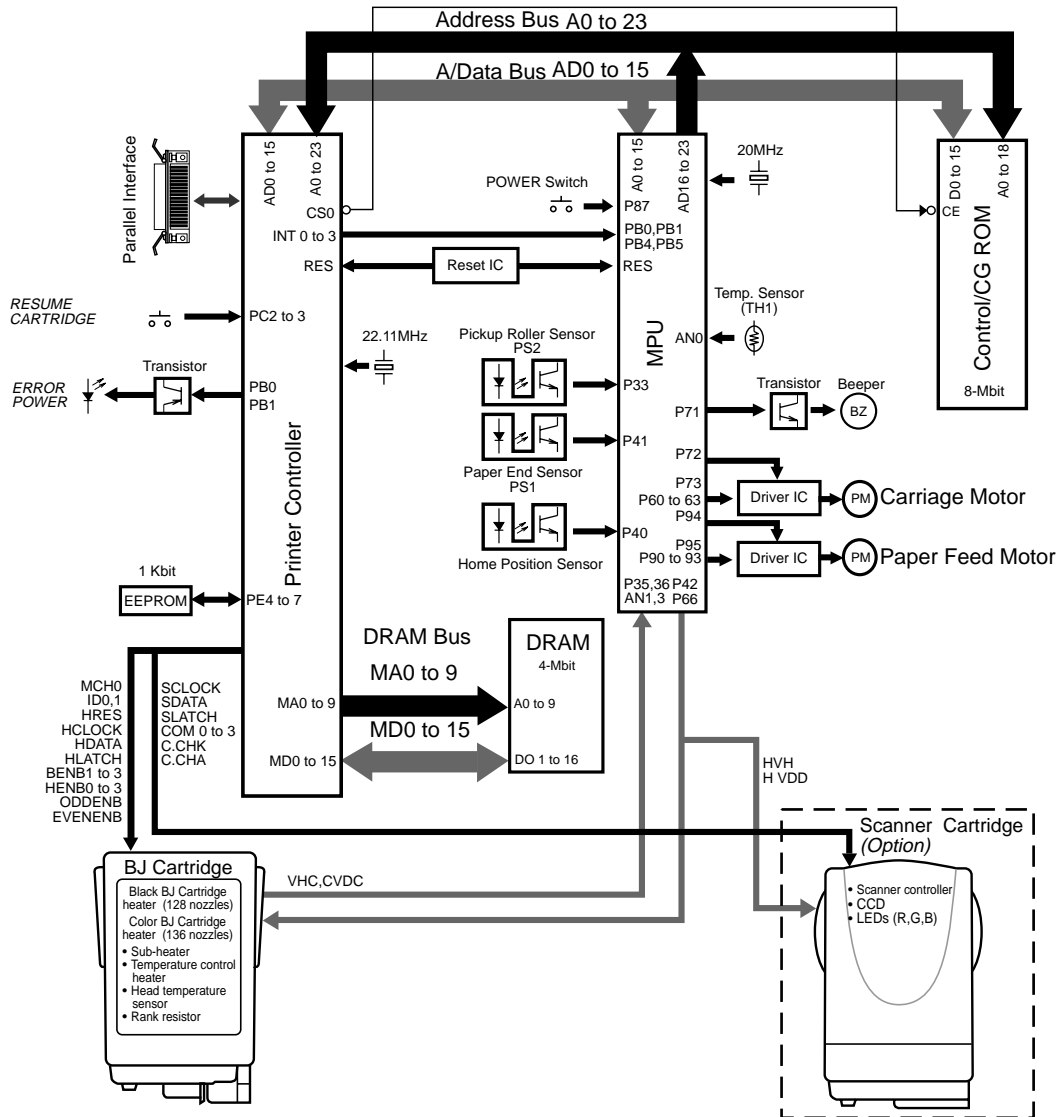 Address Bus A0 to 23
A/Data Bus AD0 to 15
Parallel Interface
AD0 to 15
A0 to 23
CS0
INT 0 to 3
RES
RESUME
CARTRIDGE
PC2 to 3
22.11MHz
Transistor
ERROR
POWER
PB0
PB1
Printer Controller
1 Kbit
EEPROM
PE4 to 7
MA0 to 9
MD0 to 15
POWER Switch
Reset IC
A0 to 15
AD16 to 23
20MHz
P87
PB0,PB1
PB4,PB5
RES
MPU
Temp. Sensor
(TH1)
AN0
Pickup Roller Sensor
PS2
P33
P41
Paper End Sensor
PS1
P40
Home Position Sensor
Transistor
Beeper
P71
BZ
P72
P73
P60 to 63
Driver IC
PM
Carriage Motor
P94
P95
P90 to 93
Driver IC
PM
Paper Feed Motor
P35,36
AN1,3
P42
P66
D0 to 15
A0 to 18
CE
Control/CG ROM
8-Mbit
DRAM Bus
MA0 to 9
MD0 to 15
DRAM
4-Mbit
A0 to 9
DO 1 to 16
MCH0
ID0,1
HRES
HCLOCK
HDATA
HLATCH
BENB1 to 3
HENB0 to 3
ODDENB
EVENENB
SCLOCK
SDATA
SLATCH
COM 0 to 3
C.CHK
C.CHA
HVH
H VDD
VHC,CVDC
BJ Cartridge
Black BJ Cartridge
heater (128 nozzles)
Color BJ Cartridge
heater (136 nozzles)
• Sub-heater
• Temperature control
heater
• Head temperature
sensor
• Rank resistor
Scanner Cartridge
(Option)
• Scanner controller
• CCD
• LEDs (R,G,B)